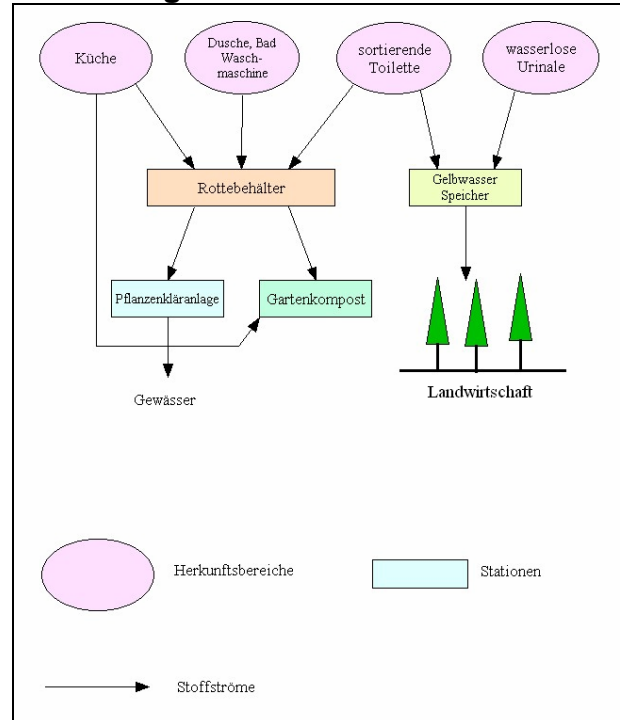 Küche
Dusche, Bad
Wasch-
maschine
sortierende
Toilette
wasserlose
Urinale
Rottebehälter
Gelbwasser
Speicher
Pflanzenkläranlage
Gartenkompost
Gewässer
Landwirtschaft
Herkunftsbereiche
Stationen
Stoffströme